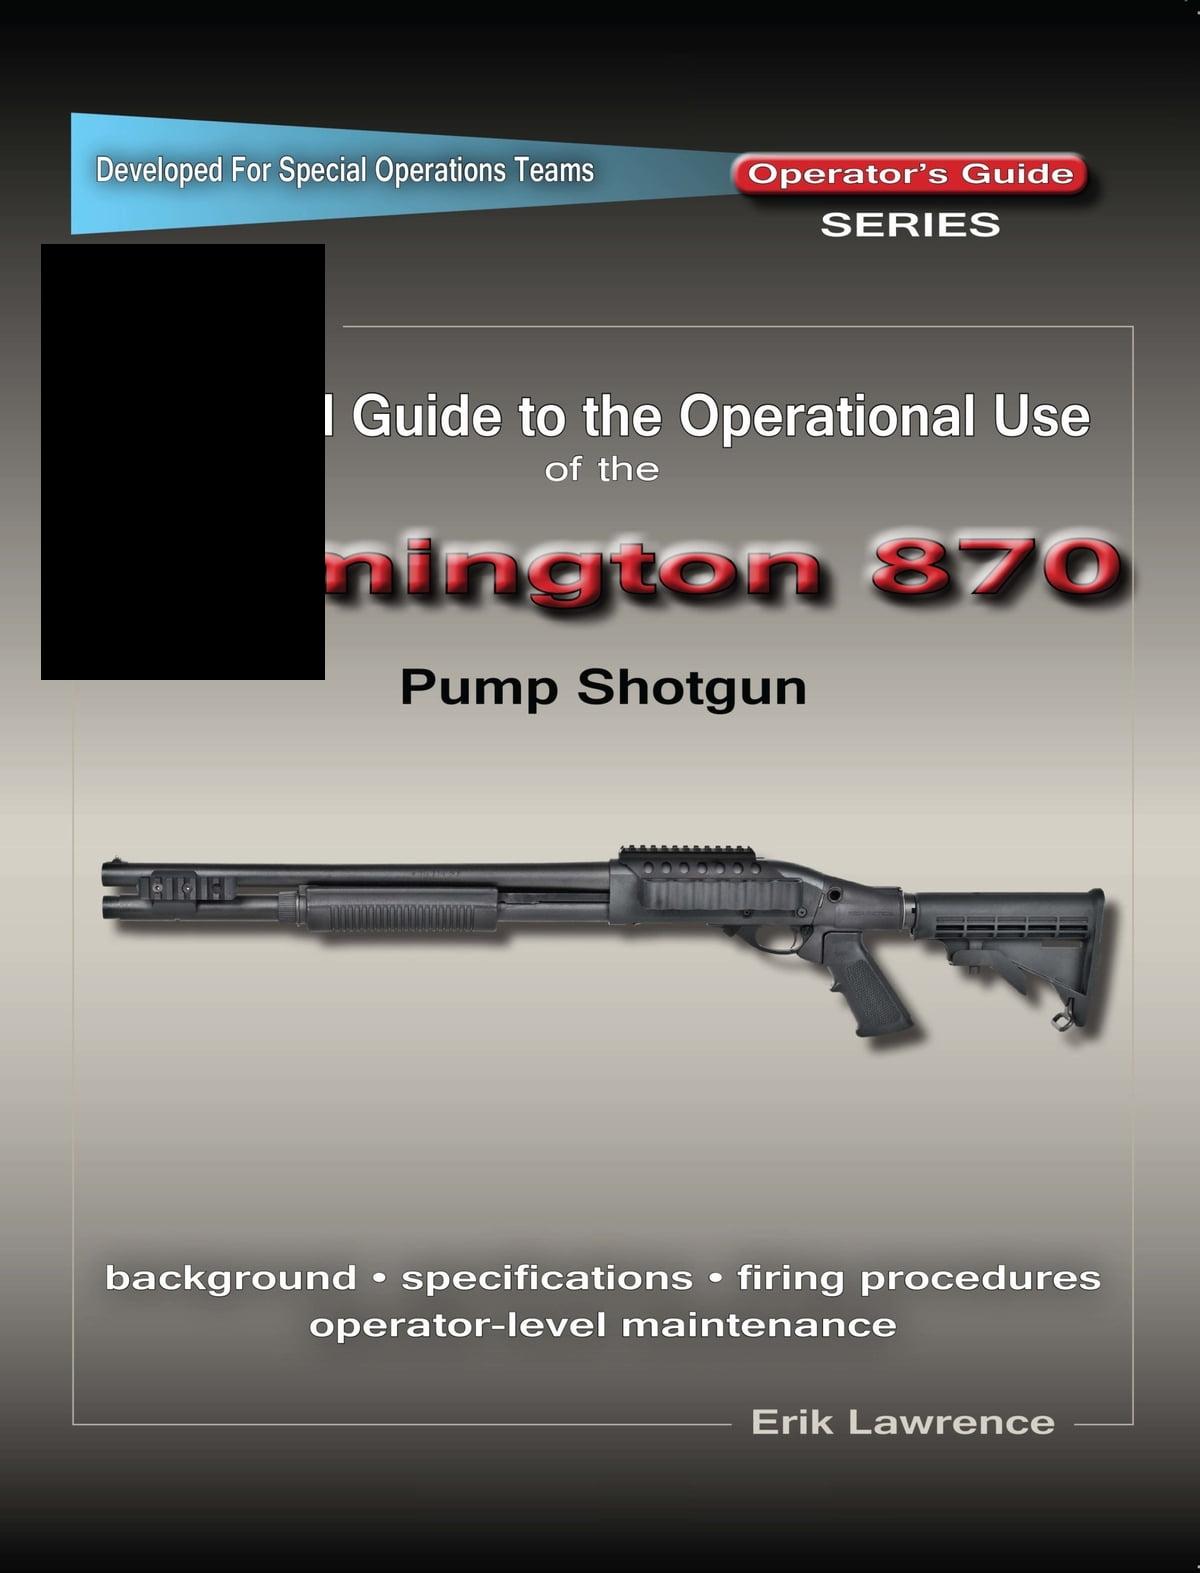 Developed For Special Operations Teams
Operator's Guide
SERIES
Guide to the Operational Use
of the
mington 870
Pump Shotgun
background • specifications • firing procedures
operator-level maintenance
Erik Lawrence